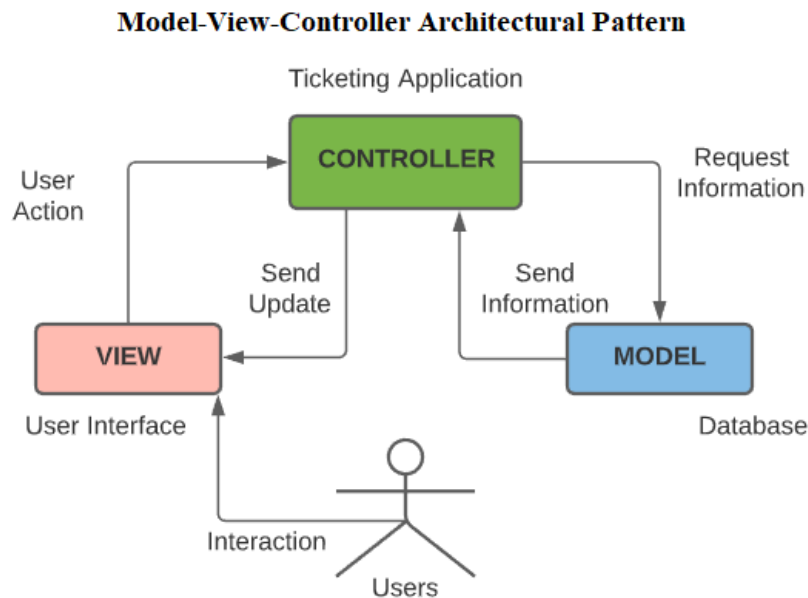 Model-View-Controller Architectural Pattern
Ticketing Application
CONTROLLER
User
Action
Request
Information
Send
Update
Send
Information
VIEW
MODEL
User Interface
Database
Interaction
Users